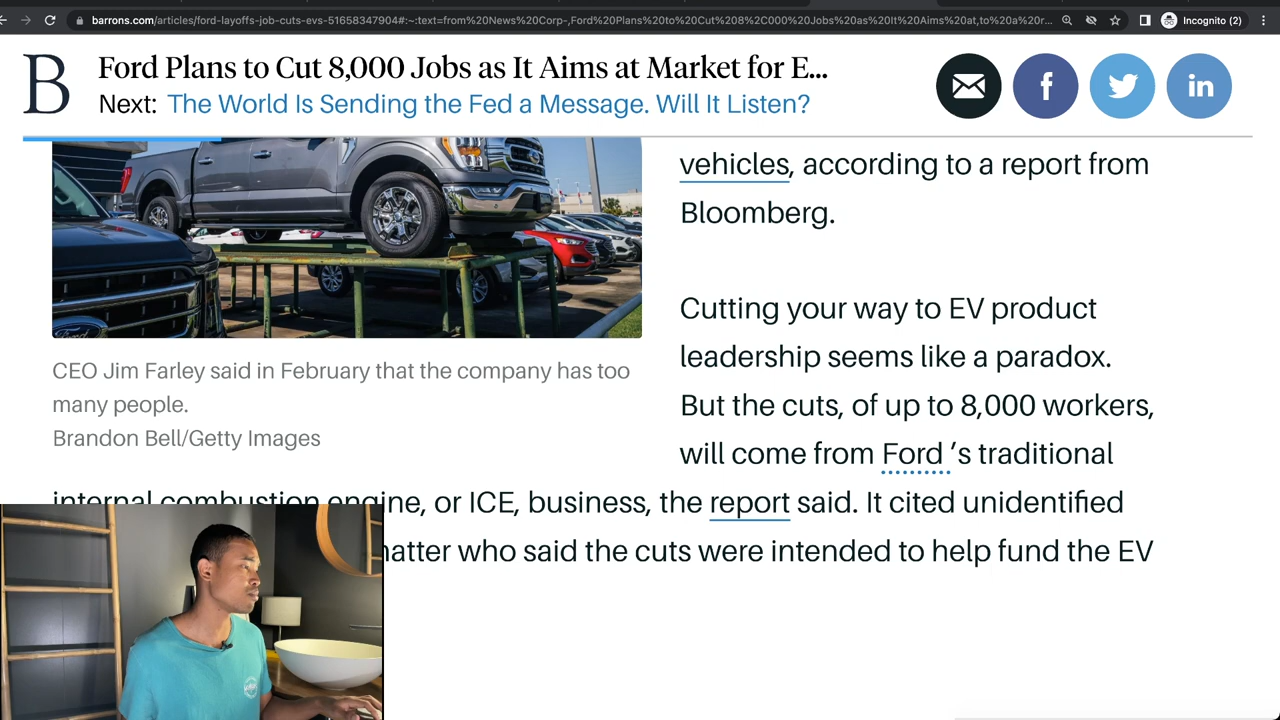 barrons.com/articles/ford-layoffs-job-cuts-evs-51658347904#:~:text=from%20News%20Corp-,Ford%20Plans%20to%20Cut%208%2C000%20Jobs%20as%20It%20Aims%20at,to%20a%20r...
Incognito (2)
B
Ford Plans to Cut 8,000 Jobs as It Aims at Market for E...
Next: The World Is Sending the Fed a Message. Will It Listen?
f
in
vehicles, according to a report from
Bloomberg.
Cutting your way to EV product
leadership seems like a paradox.
But the cuts, of up to 8,000 workers,
will come from Ford 's traditional
internal combustion engine, or ICE, business, the report said. It cited unidentified
matter who said the cuts were intended to help fund the EV
CEO Jim Farley said in February that the company has too
many people.
Brandon Bell/Getty Images
Ford